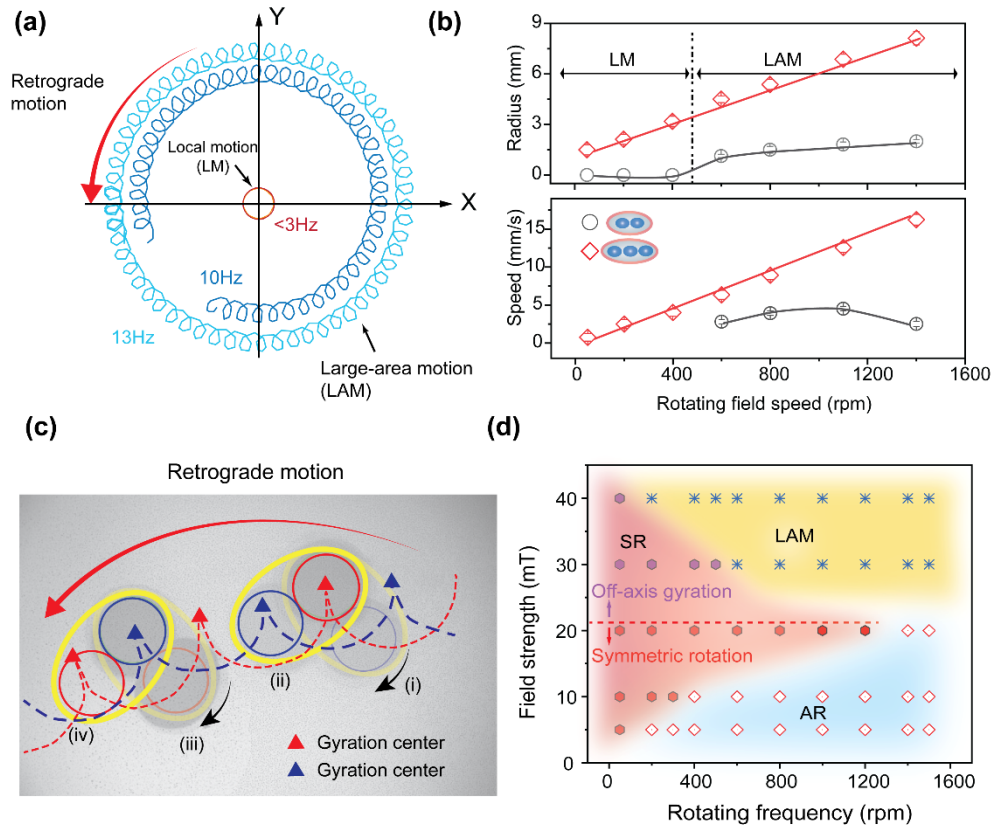 (a)
Y
Retrograde
motion
Local motion
(LM)
X
<3Hz
10Hz
13Hz
Large-area motion
(LAM)
(b)
9
6
3
0
Radius (mm)
LM
LAM
15
10
5
0
Speed (mm/s)
0
400
800
1200
1600
Rotating field speed (rpm)
(c)
Retrograde motion
(i)
(ii)
(iii)
(iv)
Gyration center
Gyration center
(d)
40
30
20
10
0
Field strength (mT)
SR
LAM
Off-axis gyration
Symmetric rotation
AR
0
400
800
1200
1600
Rotating frequency (rpm)